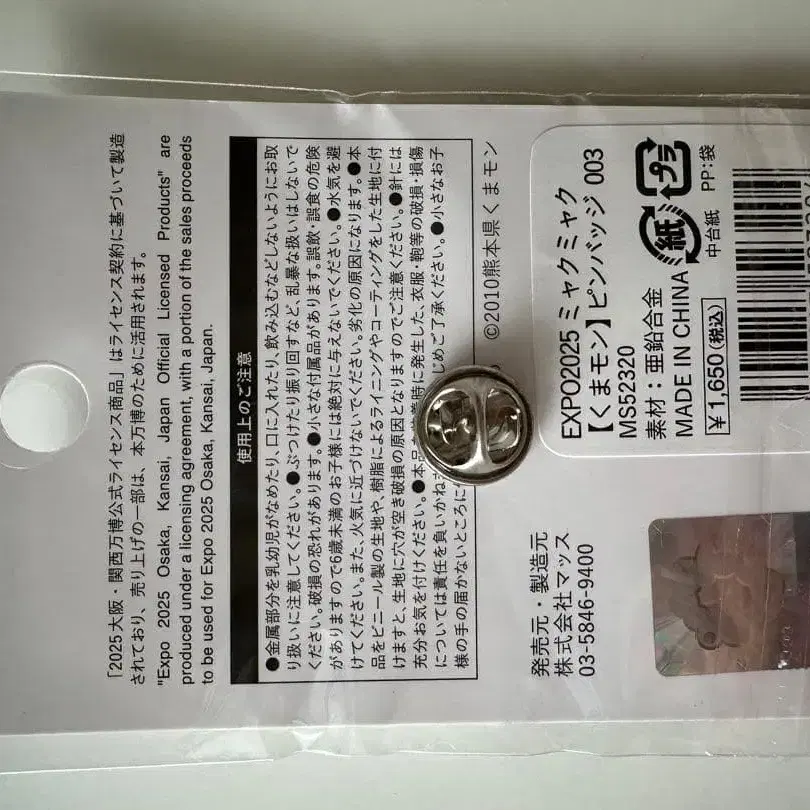 「2025大阪・関西万博公式ライセンス商品」はライセンス契約に基づいて製造
されており、売り上げの一部は、本万博のために活用されます。
"Expo 2025 Osaka, Kansai, Japan Official Licensed Products" are
produced under a licensing agreement, with a portion of the sales proceeds
to be used for Expo 2025 Osaka, Kansai, Japan.
使用上のご注意
●金属部分を乳幼児がなめたり、口に入れたり、飲み込むなどしないようにお取
り扱いに注意してください。●ぶつけたり振り回すなど、乱暴な扱いはしないで
ください。破損の恐れがあります。●小さな付属品があります。誤飲・誤食の危険
がありますので6歳未満のお子様には絶対に与えないでください。●水気を避
けてください。また、火気に近づけないでください。劣化の原因になります。●本
品をビニール製の生地や、樹脂によるライニングやコーティングをした生地に付
けますと、生地に穴が空き破損の原因となりますのでご注意ください。●針には
充分お気を付けください。●本品 着時に発生した、衣服・鞄等の破損・損傷
については責任を負いかね じめご了承ください。●小さなお子
様の手の届かないところに
©2010熊本県くまモン
発売元・製造元
株式会社マッス
03-5846-9400
EXPO2025 ミャクミャク
【くまモン】ピンバッジ 003
MS52320
素材：亜鉛合金
MADE IN CHINA
¥1,650(税込)
紙
中台紙
プラ
PP:袋